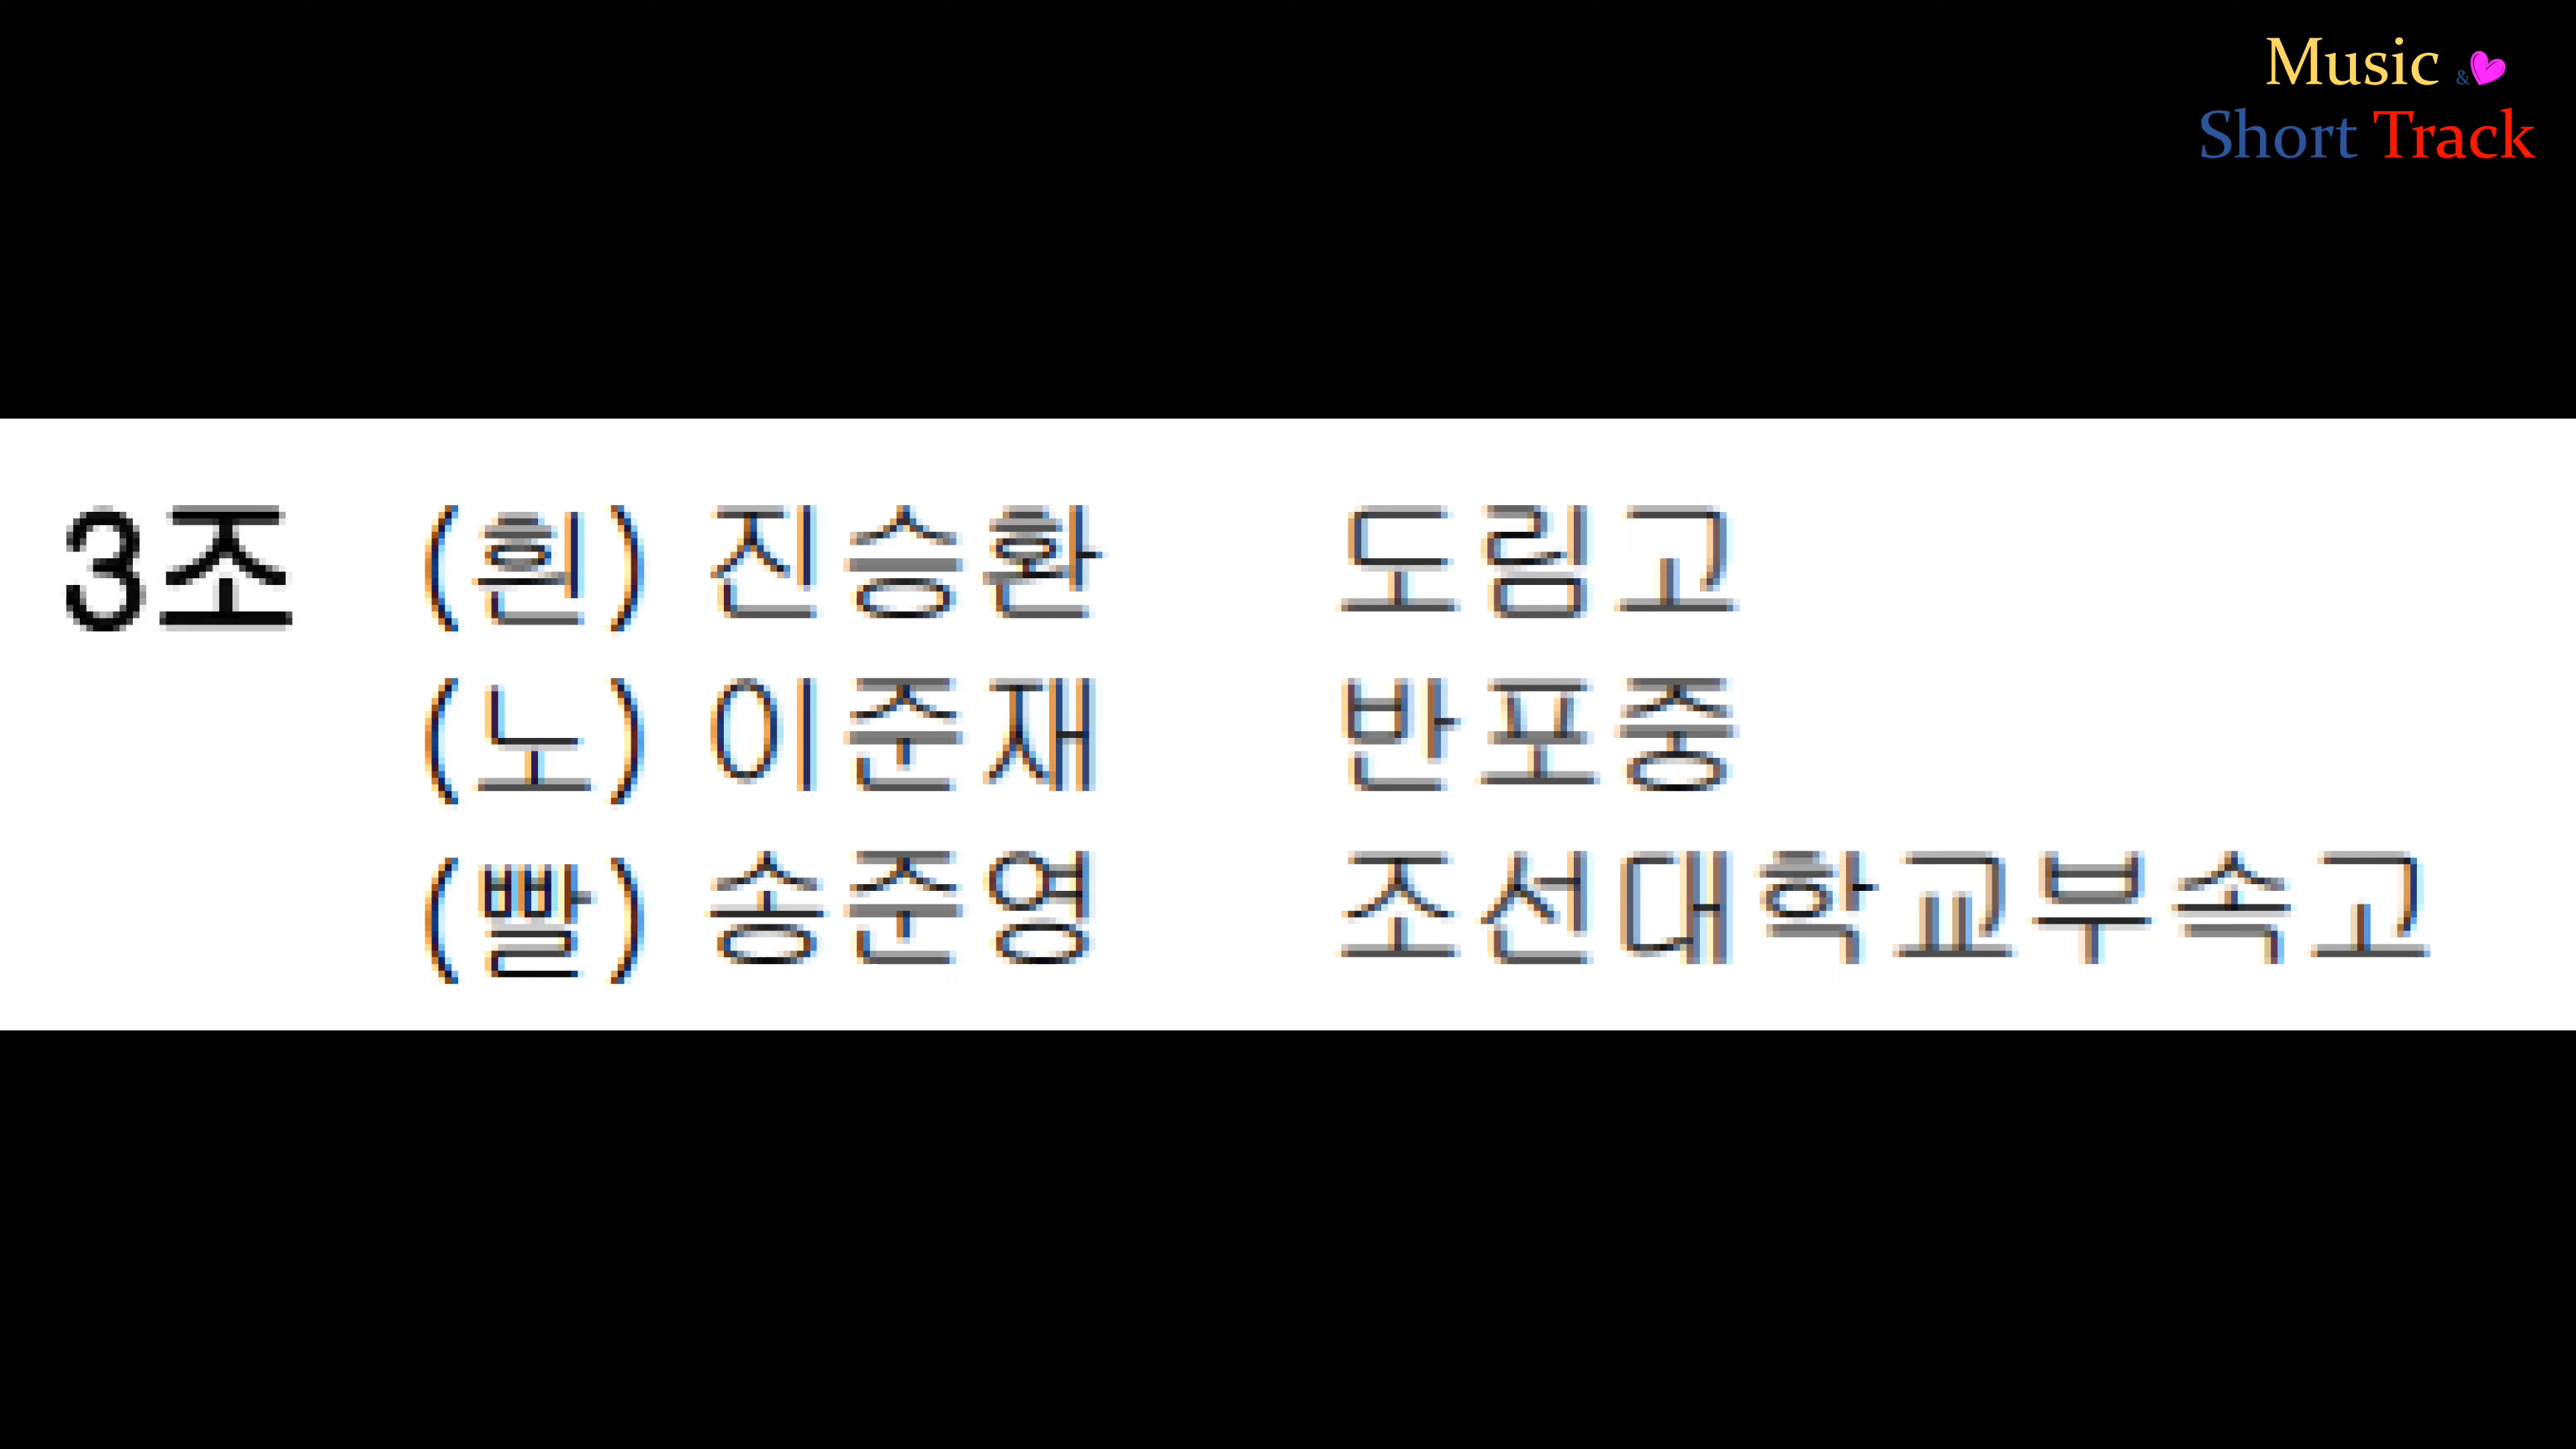 Music &
Short Track
3조 (흰) 진승환 도림고
(노) 이준재 반포중
(빨) 송준영 조선대학교부속고